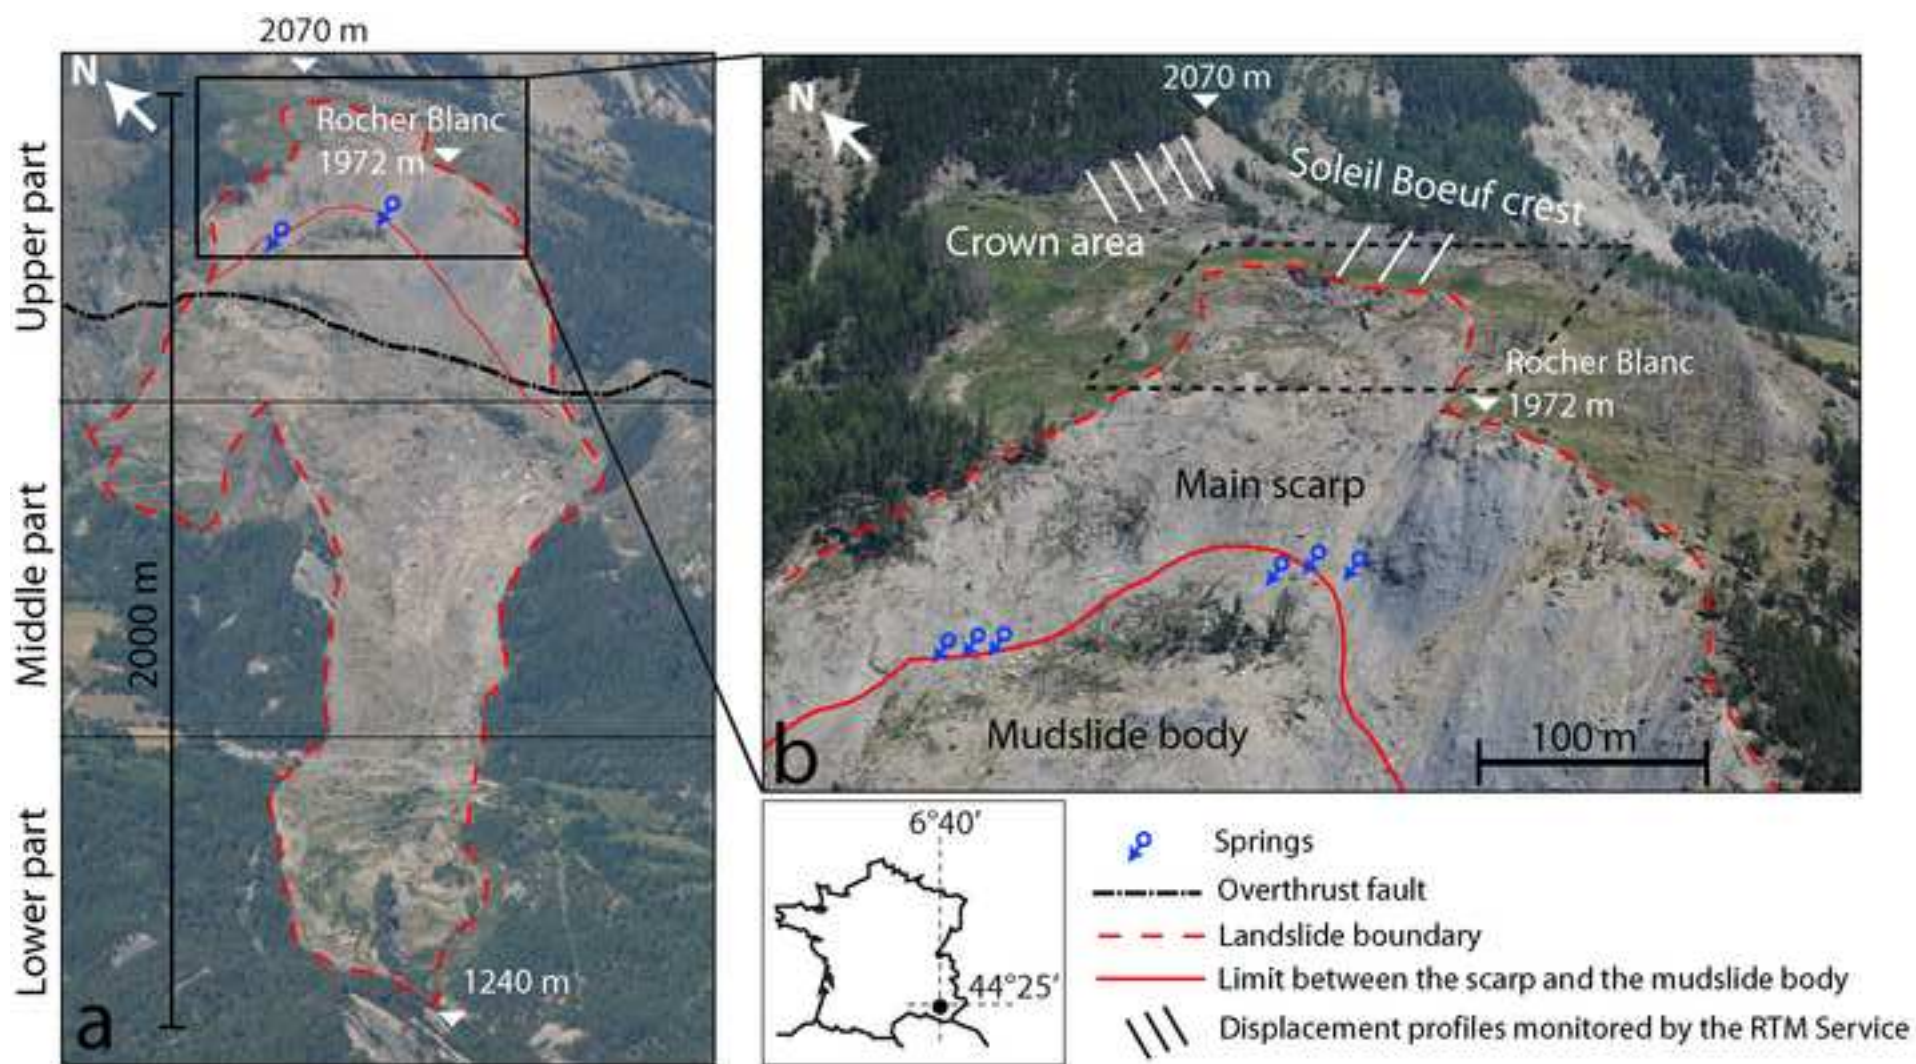 2070 m
N
Rocher Blanc
1972 m
Upper part
Middle part
Lower part
2000 m
1240 m
a
N
2070 m
Soleil Boeuf crest
Crown area
Rocher Blanc
1972 m
Main scarp
Mudslide body
100 m
b
6°40'
44°25'
Springs
Overthrust fault
Landslide boundary
Limit between the scarp and the mudslide body
Displacement profiles monitored by the RTM Service